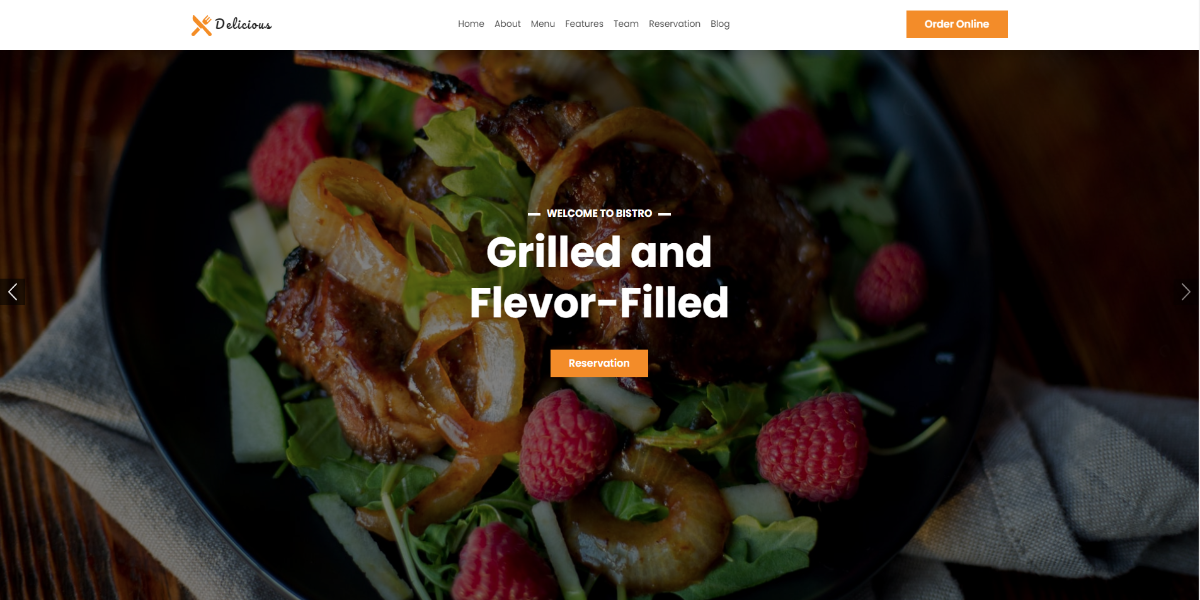 Delicious
Home About Menu Features Team Reservation Blog
Order Online
WELCOME TO BISTRO
Grilled and
Flevor-Filled
Reservation